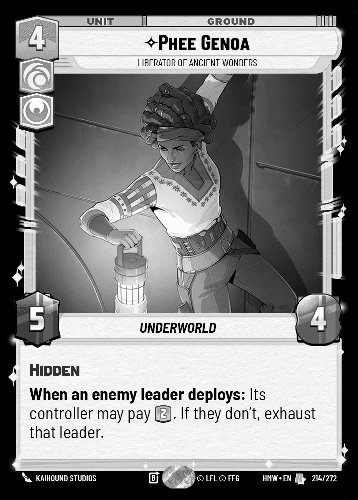 UNIT GROUND
4
✧PHEE GENOA
LIBERATOR OF ANCIENT WONDERS
5
UNDERWORLD
4
HIDDEN
When an enemy leader deploys: Its
controller may pay 2. If they don't, exhaust
that leader.
KAIHOUND STUDIOS
© LFL © FFG
HMW • EN
214/272